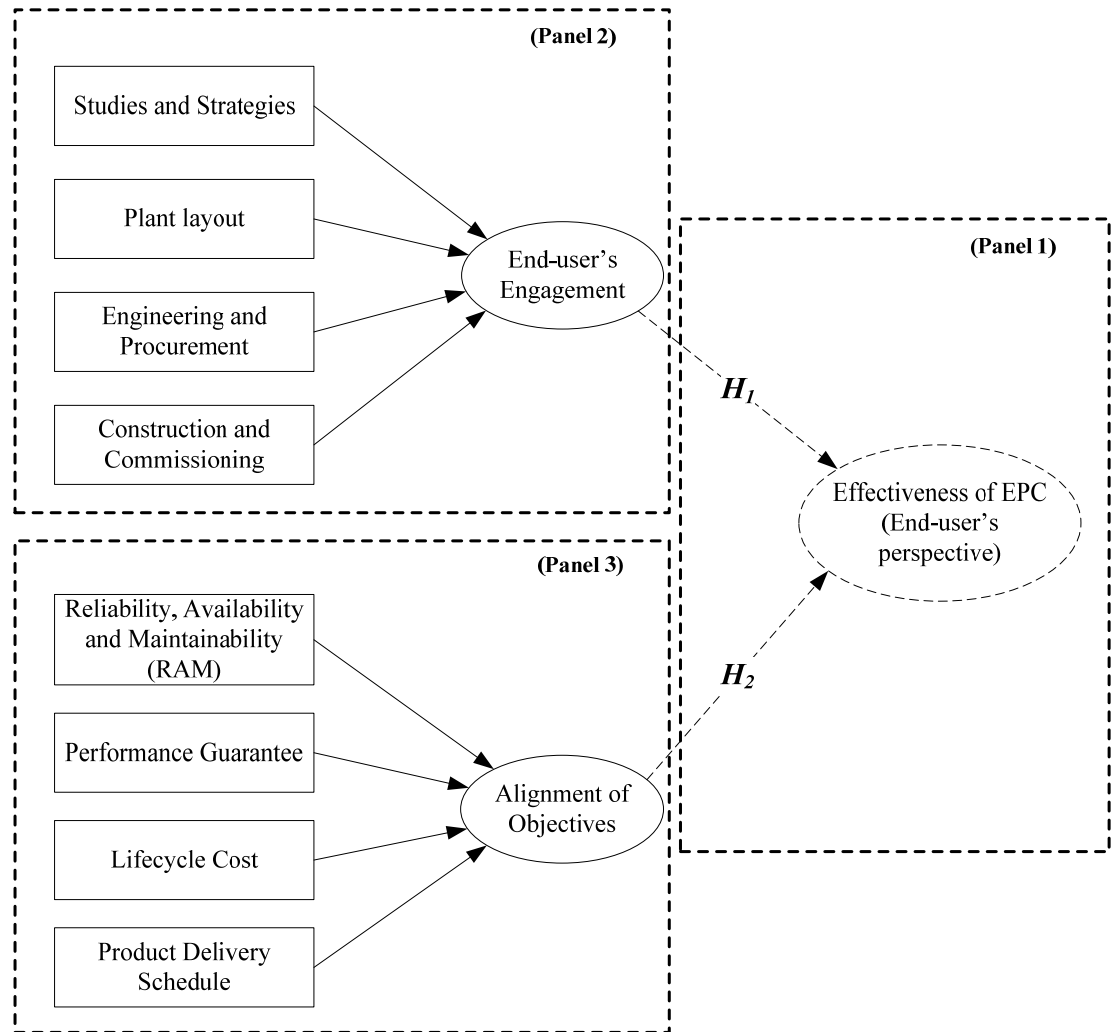 (Panel 2)
Studies and Strategies
Plant layout
Engineering and
Procurement
Construction and
Commissioning
End-user’s
Engagement
(Panel 1)
H1
Effectiveness of EPC
(End-user’s
perspective)
H2
(Panel 3)
Reliability, Availability
and Maintainability
(RAM)
Performance Guarantee
Lifecycle Cost
Product Delivery
Schedule
Alignment of
Objectives